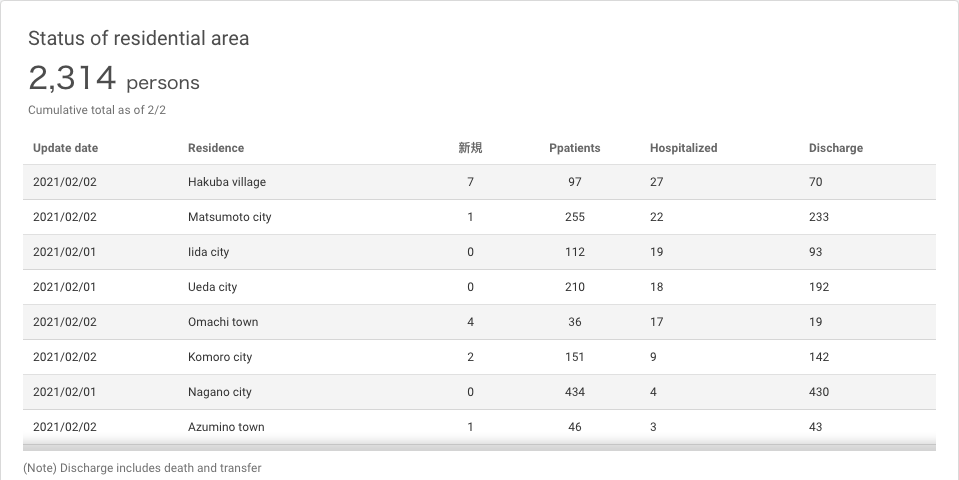 Status of residential area
2,314 persons
Cumulative total as of 2/2
Update date Residence 新規 Ppatients Hospitalized Discharge
2021/02/02 Hakuba village 7 97 27 70
2021/02/02 Matsumoto city 1 255 22 233
2021/02/01 Iida city 0 112 19 93
2021/02/01 Ueda city 0 210 18 192
2021/02/02 Omachi town 4 36 17 19
2021/02/02 Komoro city 2 151 9 142
2021/02/01 Nagano city 0 434 4 430
2021/02/02 Azumino town 1 46 3 43
(Note) Discharge includes death and transfer